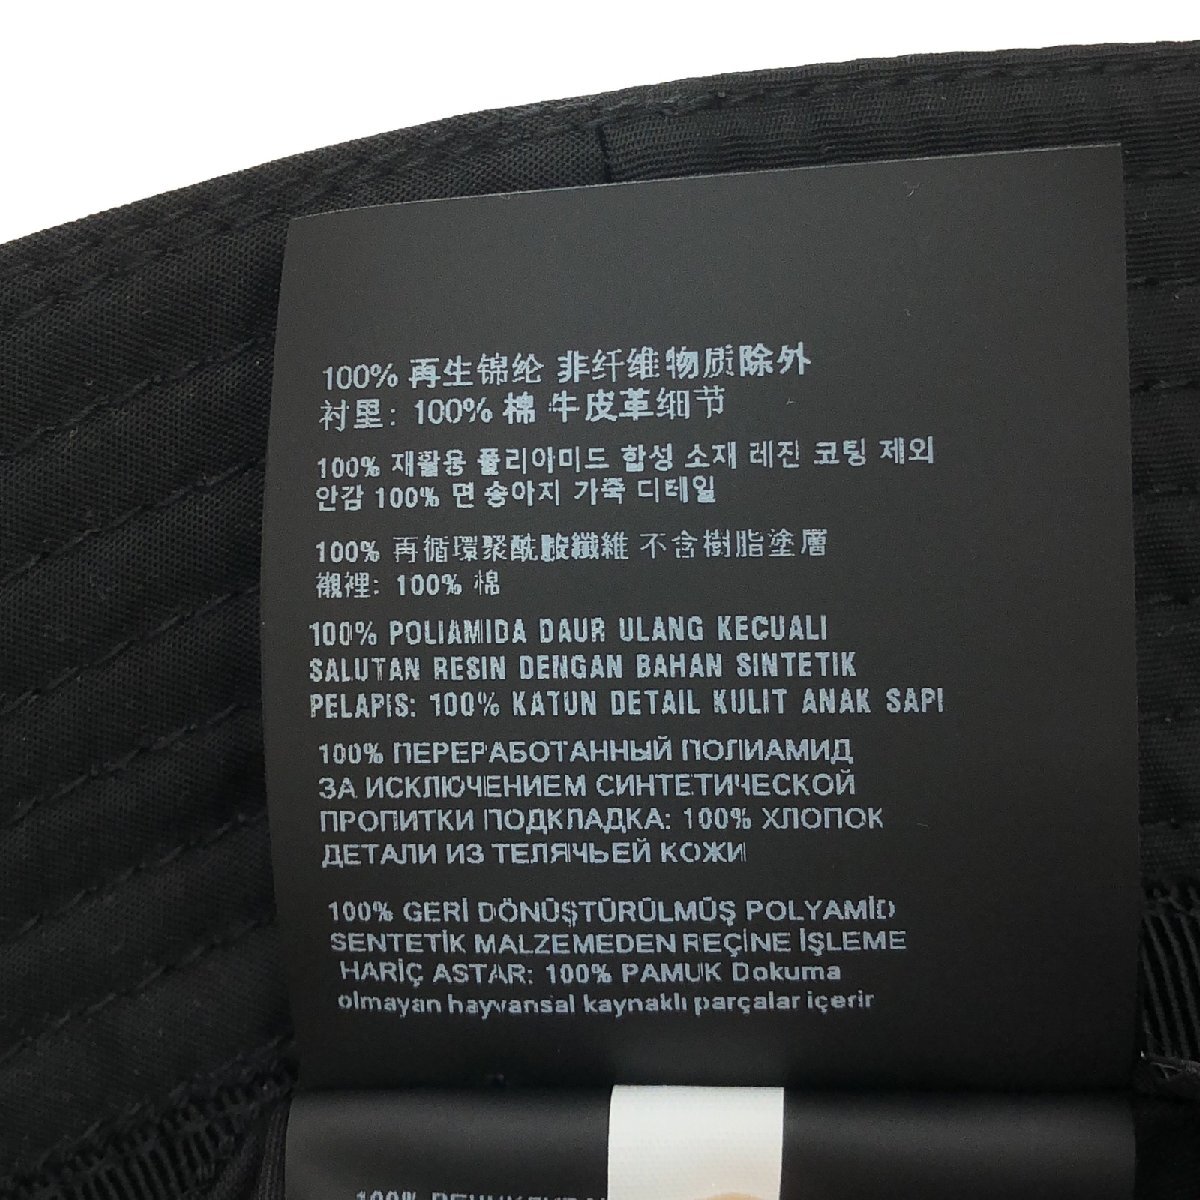 100% 再生锦纶 非纤维物质除外
衬里: 100% 棉 牛皮革细节
100% 재활용 폴리아미드 합성 소재 레진 코팅 제외
안감 100% 면 송아지 가죽 디테일
100% 再循環聚酰胺纖維 不含樹脂塗層
襯裡: 100% 棉
100% POLIAMIDA DAUR ULANG KECUALI
SALUTAN RESIN DENGAN BAHAN SINTETIK
PELAPIS: 100% KATUN DETAIL KULIT ANAK SAPI
100% ПЕРЕРАБОТАННЫЙ ПОЛИАМИД
ЗА ИСКЛЮЧЕНИЕМ СИНТЕТИЧЕСКОЙ
ПРОПИТКИ ПОДКЛАДКА: 100% ХЛОПОК
ДЕТАЛИ ИЗ ТЕЛЯЧЬЕЙ КОЖИ
100% GERİ DÖNÜŞTÜRÜLMÜŞ POLYAMİD
SENTETİK MALZEMEDEN REÇİNE İŞLEME
HARİÇ ASTAR: 100% PAMUK Dokuma
olmayan hayvansal kaynaklı parçalar içerir
100%